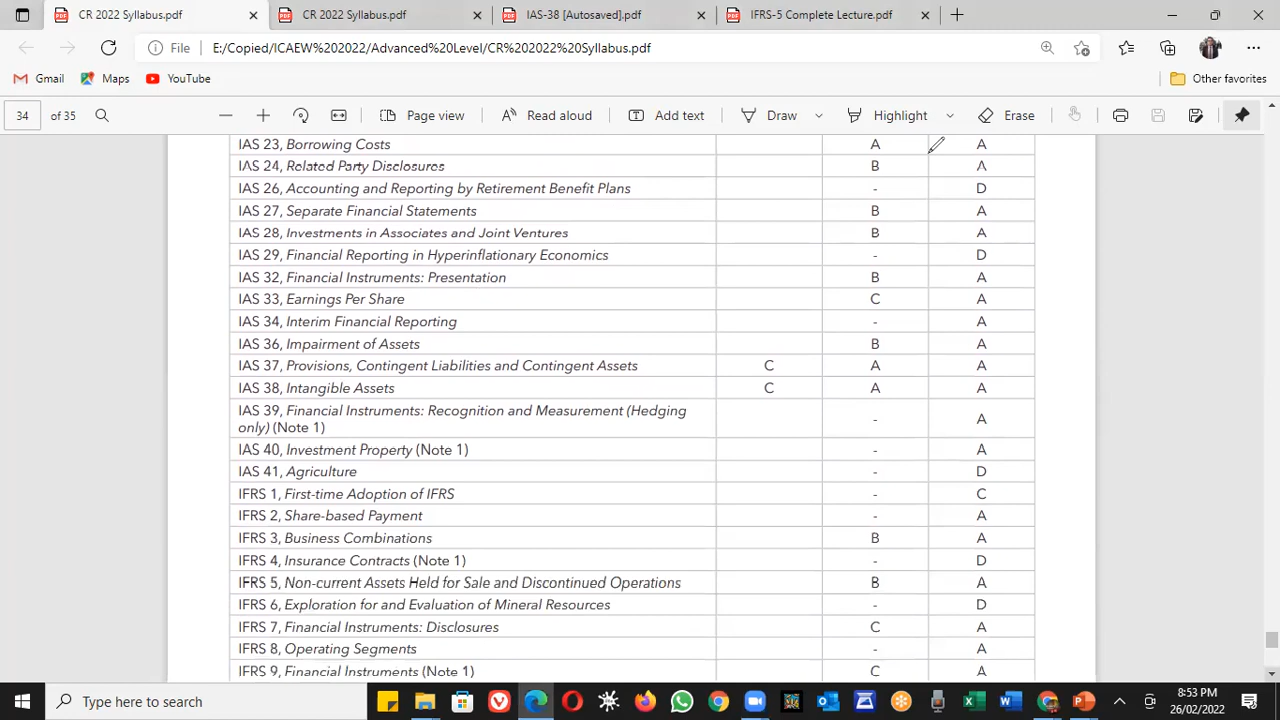 CR 2022 Syllabus.pdf
CR 2022 Syllabus.pdf
IAS-38 [Autosaved].pdf
IFRS-5 Complete Lecture.pdf
File
E:/Copied/ICAEW%202022/Advanced%20Level/CR%202022%20Syllabus.pdf
Gmail
Maps
YouTube
Other favorites
34 of 35
Page view
Read aloud
Add text
Draw
Highlight
Erase
IAS 23, Borrowing Costs A A
IAS 24, Related Party Disclosures B A
IAS 26, Accounting and Reporting by Retirement Benefit Plans - D
IAS 27, Separate Financial Statements B A
IAS 28, Investments in Associates and Joint Ventures B A
IAS 29, Financial Reporting in Hyperinflationary Economics - D
IAS 32, Financial Instruments: Presentation B A
IAS 33, Earnings Per Share C A
IAS 34, Interim Financial Reporting - A
IAS 36, Impairment of Assets B A
IAS 37, Provisions, Contingent Liabilities and Contingent Assets C A A
IAS 38, Intangible Assets C A A
IAS 39, Financial Instruments: Recognition and Measurement (Hedging
only) (Note 1) - A
IAS 40, Investment Property (Note 1) - A
IAS 41, Agriculture - D
IFRS 1, First-time Adoption of IFRS - C
IFRS 2, Share-based Payment - A
IFRS 3, Business Combinations B A
IFRS 4, Insurance Contracts (Note 1) - D
IFRS 5, Non-current Assets Held for Sale and Discontinued Operations B A
IFRS 6, Exploration for and Evaluation of Mineral Resources - D
IFRS 7, Financial Instruments: Disclosures C A
IFRS 8, Operating Segments - A
IFRS 9, Financial Instruments (Note 1) C A
Type here to search
8:53 PM
26/02/2022